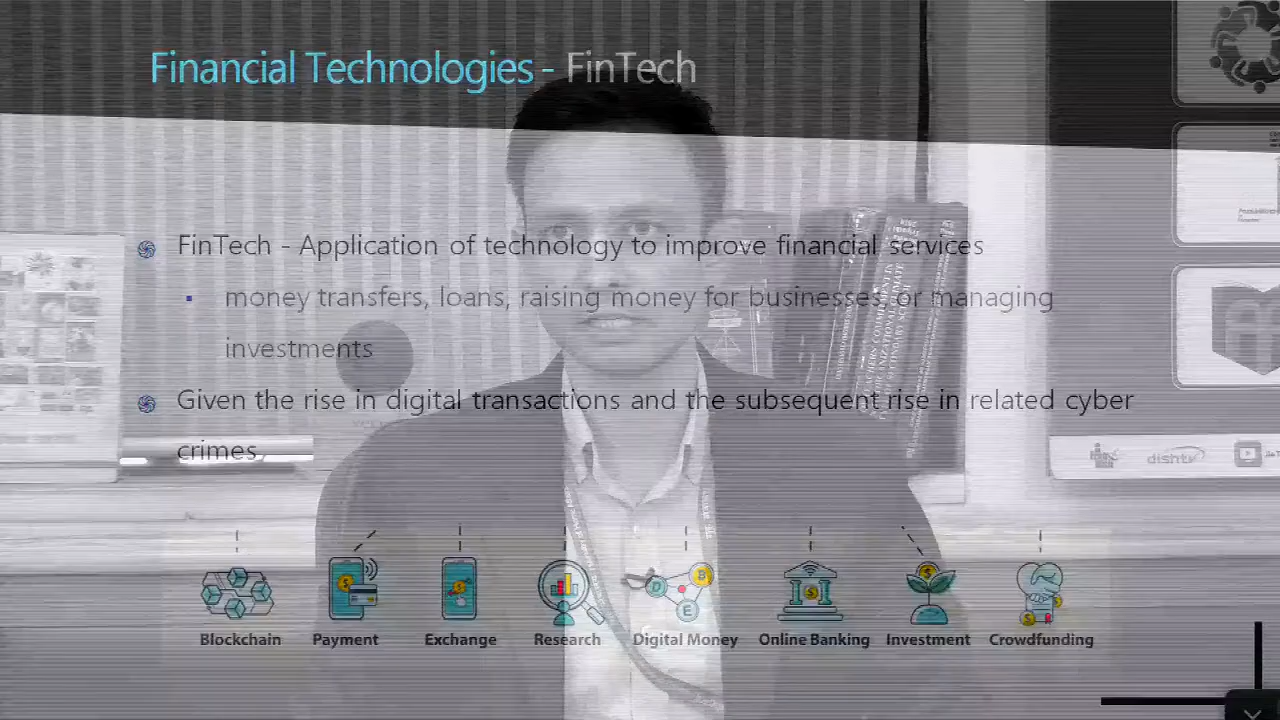 Financial Technologies - FinTech
FinTech - Application of technology to improve financial services
money transfers, loans, raising money for businesses, or managing
investments
Given the rise in digital transactions and the subsequent rise in related cyber
crimes
dishtv
Blockchain Payment Exchange Research Digital Money Online Banking Investment Crowdfunding